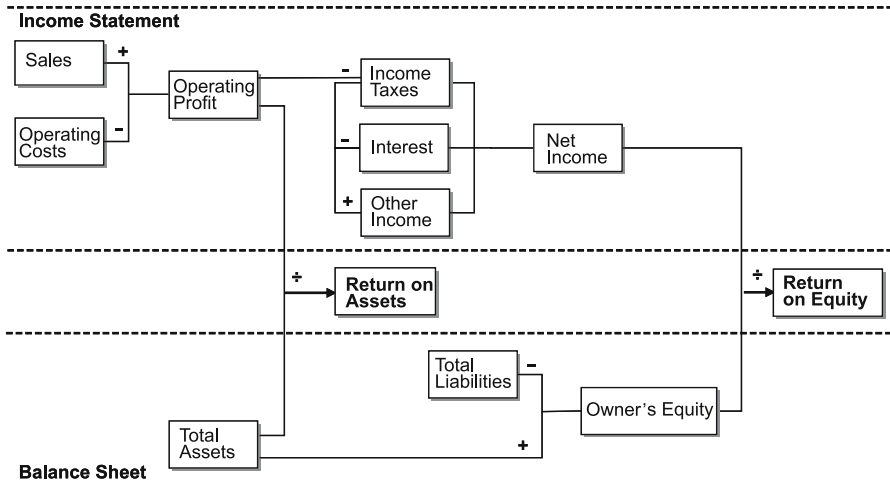 Income Statement
Sales
+
Operating
Profit
-
Income
Taxes
Operating
Costs
-
-
Interest
Net
Income
+
Other
Income
÷
Return on
Assets
÷
Return
on Equity
Total
Liabilities
-
Owner's Equity
Total
Assets
+
Balance Sheet